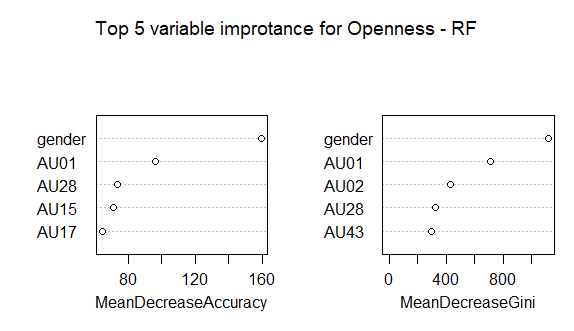 Top 5 variable improtance for Openness - RF
gender
AU01
AU28
AU15
AU17
80 120 160
MeanDecreaseAccuracy
gender
AU01
AU02
AU28
AU43
0 400 800
MeanDecreaseGini